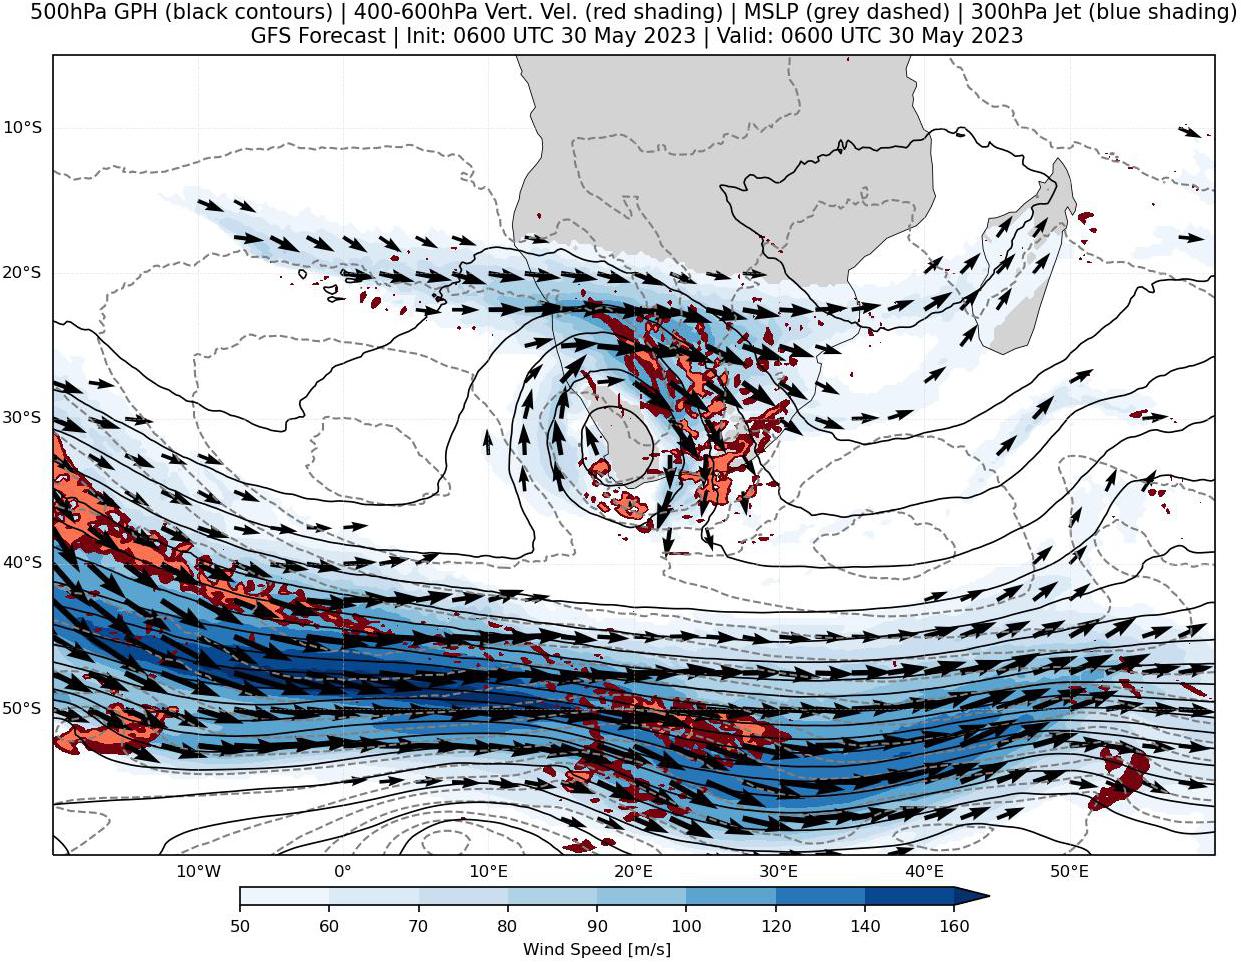 500hPa GPH (black contours) | 400-600hPa Vert. Vel. (red shading) | MSLP (grey dashed) | 300hPa Jet (blue shading)
GFS Forecast | Init: 0600 UTC 30 May 2023 | Valid: 0600 UTC 30 May 2023
10°S
20°S
30°S
40°S
50°S
10°W 0° 10°E 20°E 30°E 40°E 50°E
50 60 70 80 90 100 120 140 160
Wind Speed [m/s]